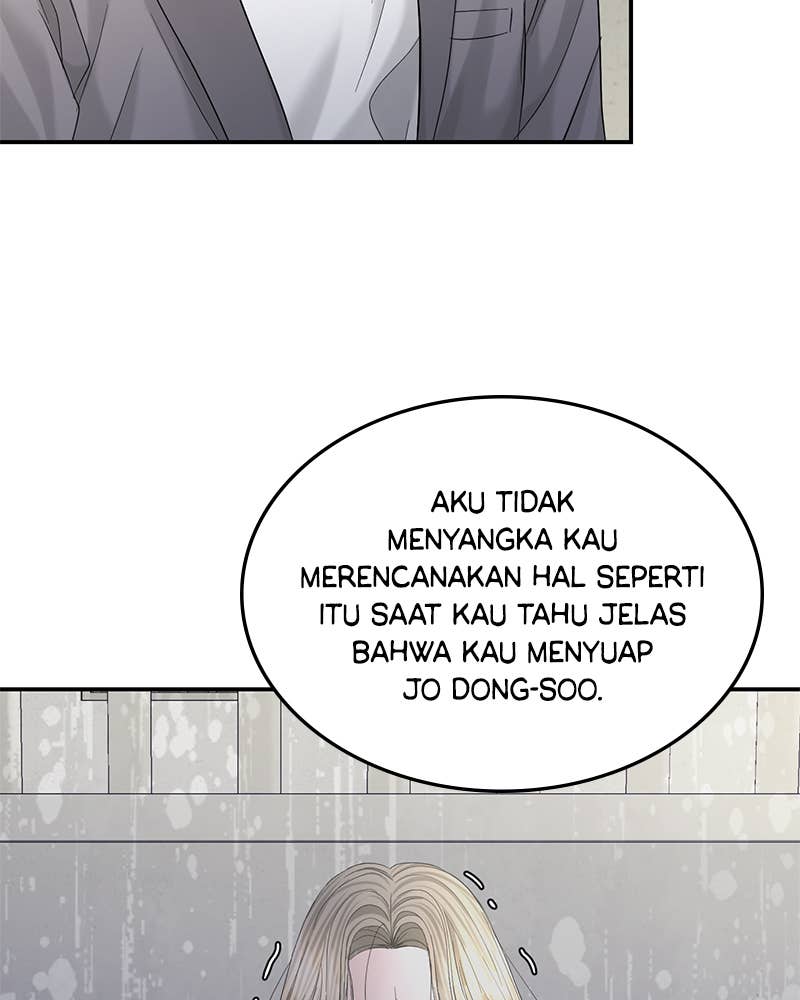 AKU TIDAK
MENYANGKA KAU
MERENCANAKAN HAL SEPERTI
ITU SAAT KAU TAHU JELAS
BAHWA KAU MENYUAP
JO DONG-SOO.